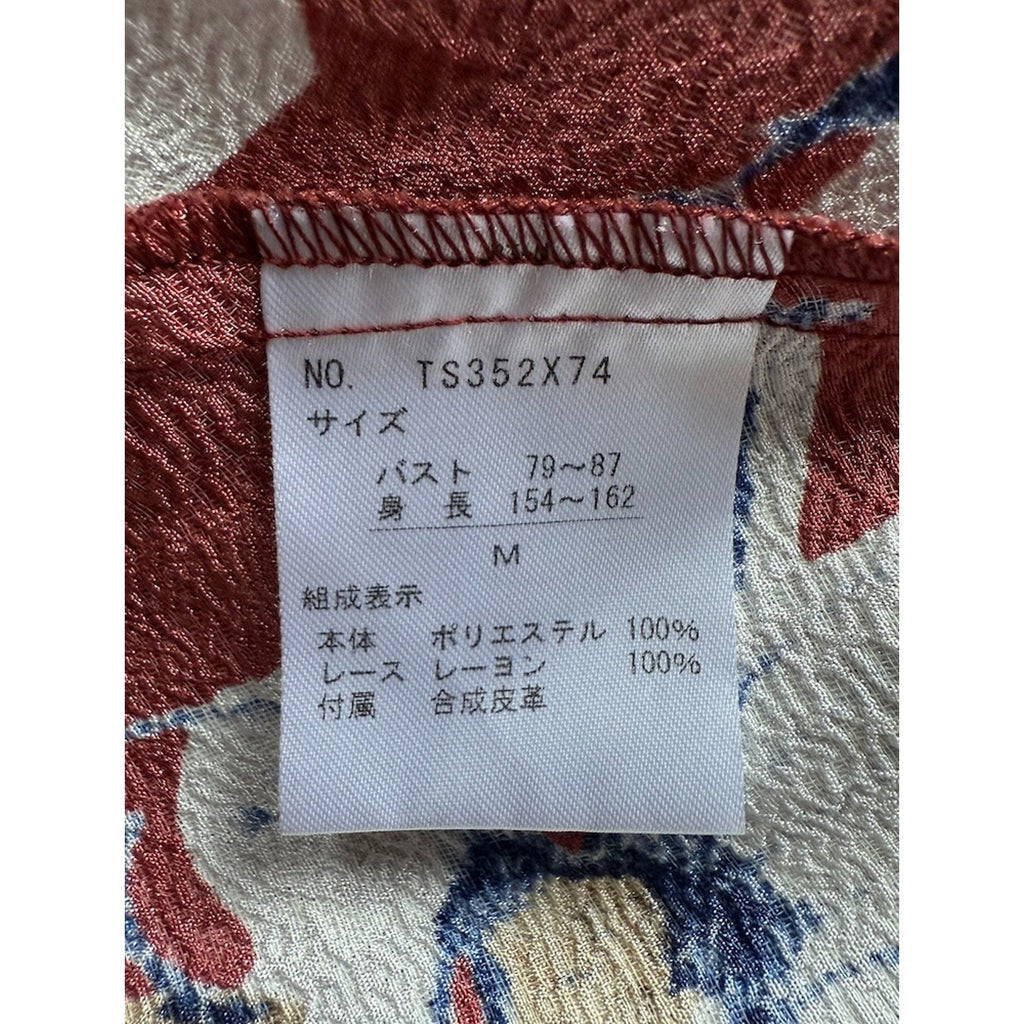 NO. TS352X74
サイズ
バスト 79～87
身長 154～162
M
組成表示
本体 ポリエステル 100%
レース レーヨン 100%
付属 合成皮革